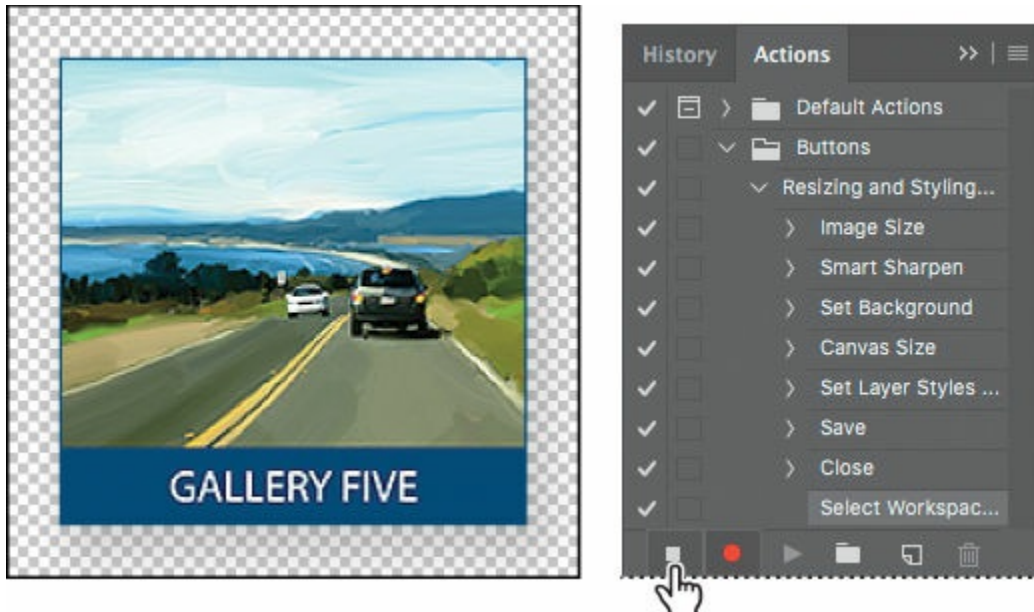 GALLERY FIVE
History Actions
Default Actions
Buttons
Resizing and Styling...
Image Size
Smart Sharpen
Set Background
Canvas Size
Set Layer Styles ...
Save
Close
Select Workspac...